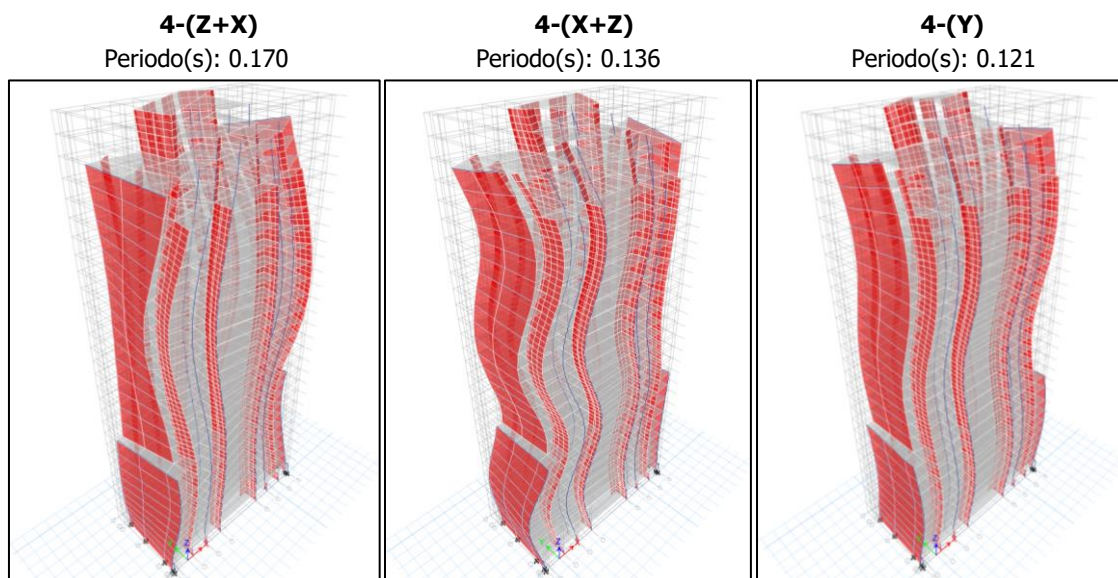 4-(Z+X)
Periodo(s): 0.170
4-(X+Z)
Periodo(s): 0.136
4-(Y)
Periodo(s): 0.121
Z
X
Y
Z
X
Z
X